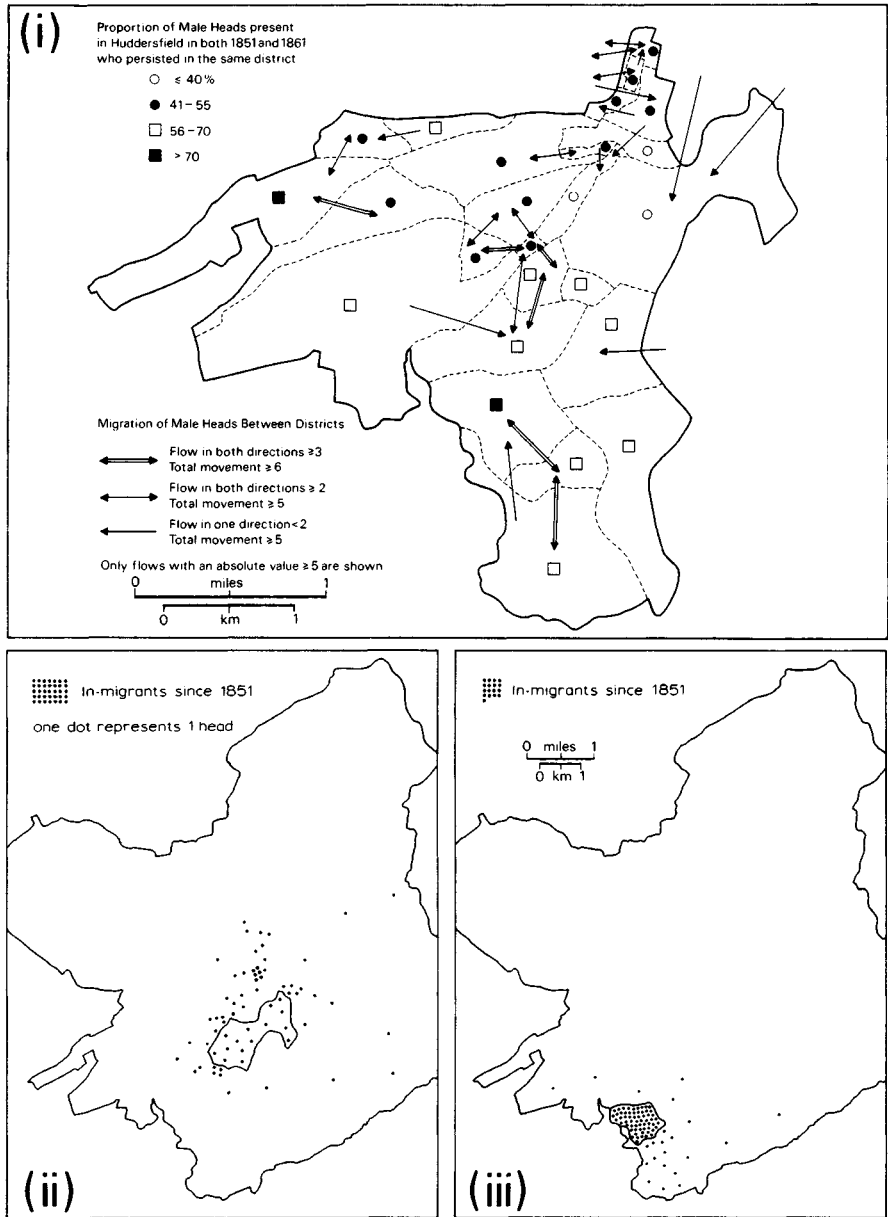 (i)
Proportion of Male Heads present
in Huddersfield in both 1851 and 1861
who persisted in the same district
≤ 40%
41 – 55
56 – 70
> 70
Migration of Male Heads Between Districts
Flow in both directions ≥3
Total movement ≥ 6
Flow in both directions ≥ 2
Total movement ≥ 5
Flow in one direction < 2
Total movement ≥ 5
Only flows with an absolute value ≥ 5 are shown
0 miles 1
0 km 1
In-migrants since 1851
one dot represents 1 head
(ii)
In-migrants since 1851
0 miles 1
0 km 1
(iii)